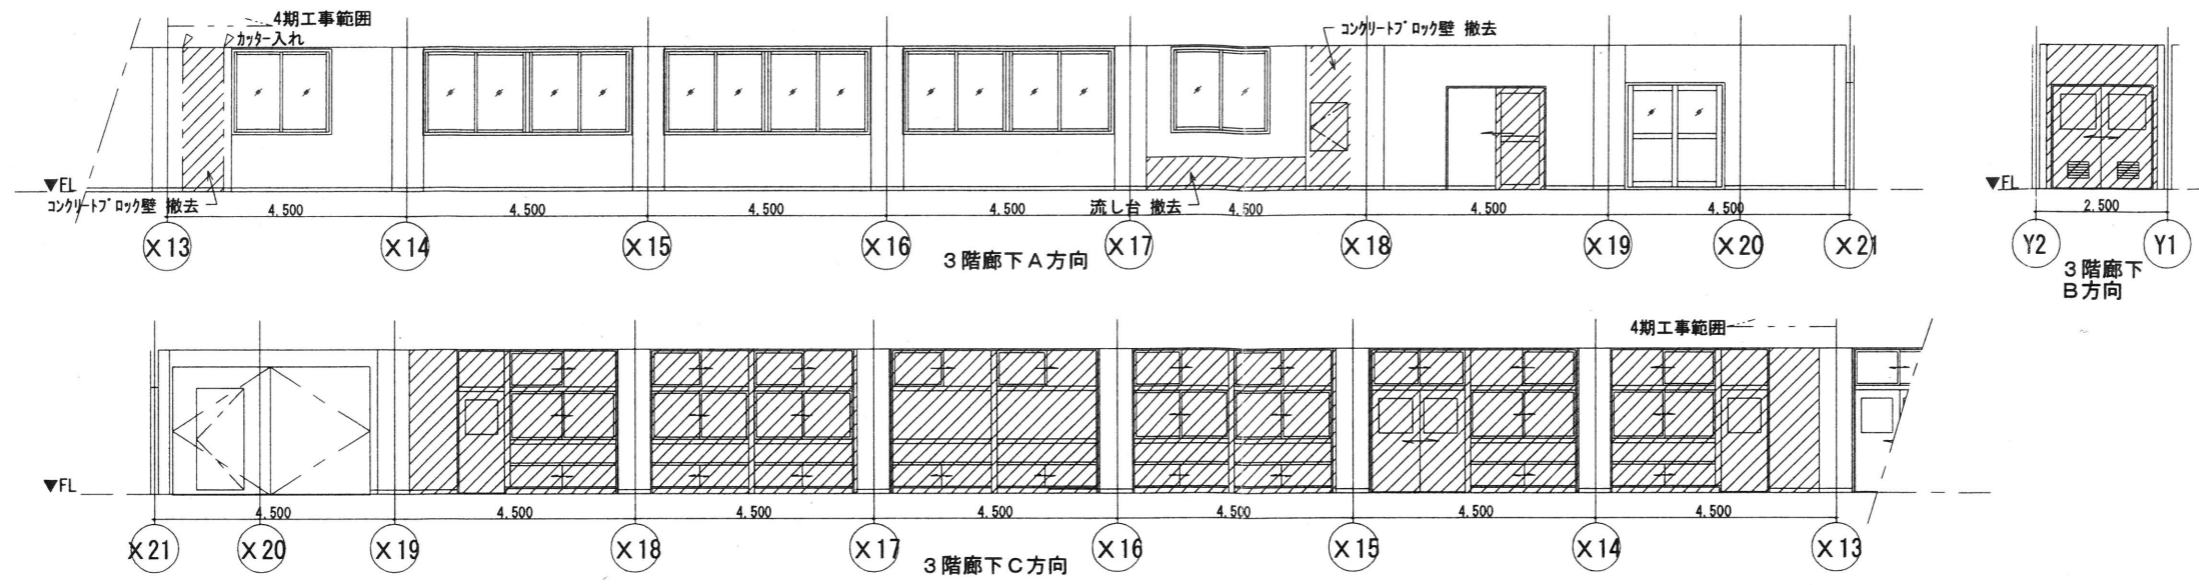 4期工事範囲
カッター入れ
コンクリートブロック壁 撤去
▼FL
コンクリートブロック壁 撤去
流し台 撤去
4,500 4,500 4,500 4,500 4,500 4,500 4,500
X13 X14 X15 X16 X17 X18 X19 X20 X21
3階廊下A方向
▼FL
2,500
Y2 Y1
3階廊下
B方向
4期工事範囲
▼FL
4,500 4,500 4,500 4,500 4,500 4,500 4,500
X21 X20 X19 X18 X17 X16 X15 X14 X13
3階廊下C方向